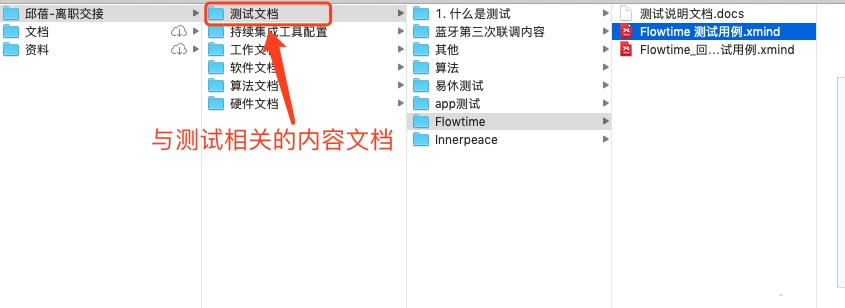 邱蓓-离职交接
文档
资料
测试文档
持续集成工具配置
工作文档
软件文档
算法文档
硬件文档
1. 什么是测试
蓝牙第三次联调内容
其他
算法
易休测试
app测试
Flowtime
Innerpeace
测试说明文档.docs
Flowtime 测试用例.xmind
Flowtime_回...试用例.xmind
与测试相关的内容文档